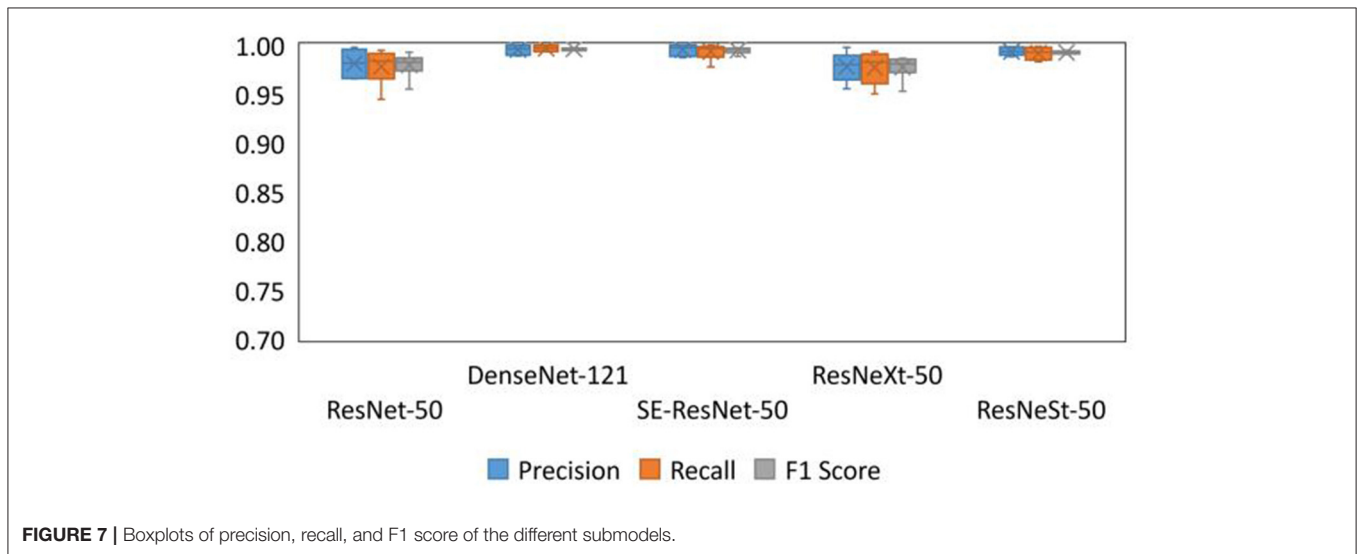 1.00
0.95
0.90
0.85
0.80
0.75
0.70
DenseNet-121 ResNeXt-50
ResNet-50 SE-ResNet-50 ResNeSt-50
Precision Recall F1 Score
FIGURE 7 | Boxplots of precision, recall, and F1 score of the different submodels.